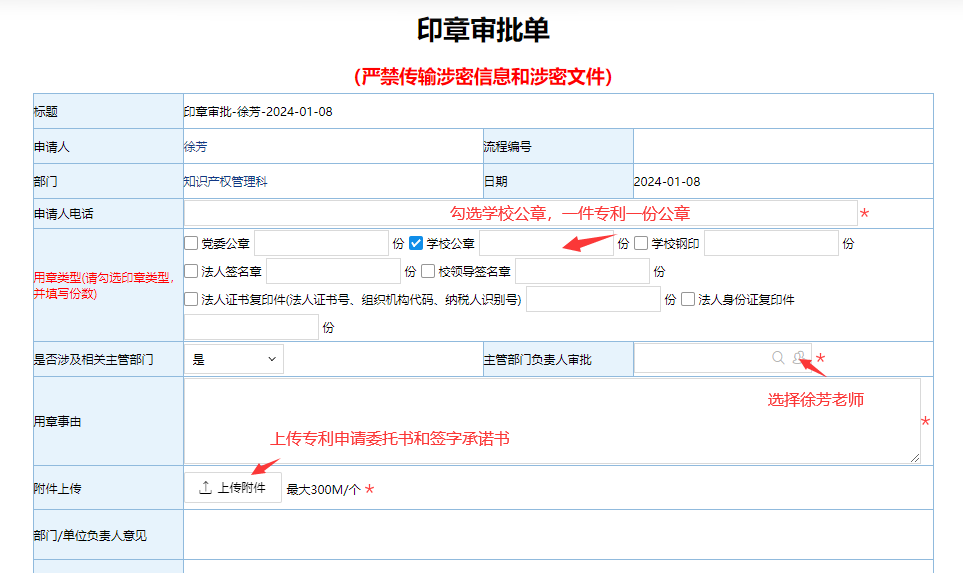 印章审批单
（严禁传输涉密信息和涉密文件）
标题 印章审批-徐芳-2024-01-08
申请人 徐芳 流程编号
部门 知识产权管理科 日期 2024-01-08
申请人电话 勾选学校公章，一件专利一份公章 *
党委公章 份 学校公章 份 学校钢印 份
法人签名章 份 校领导签名章 份
用章类型(请勾选印章类型，
并填写份数)
法人证书复印件(法人证书号、组织机构代码、纳税人识别号) 份 法人身份证复印件
份
是否涉及相关主管部门 是 主管部门负责人审批 *
选择徐芳老师
用章事由 *
上传专利申请委托书和签字承诺书
附件上传 上传附件 最大300M/个 *
部门/单位负责人意见